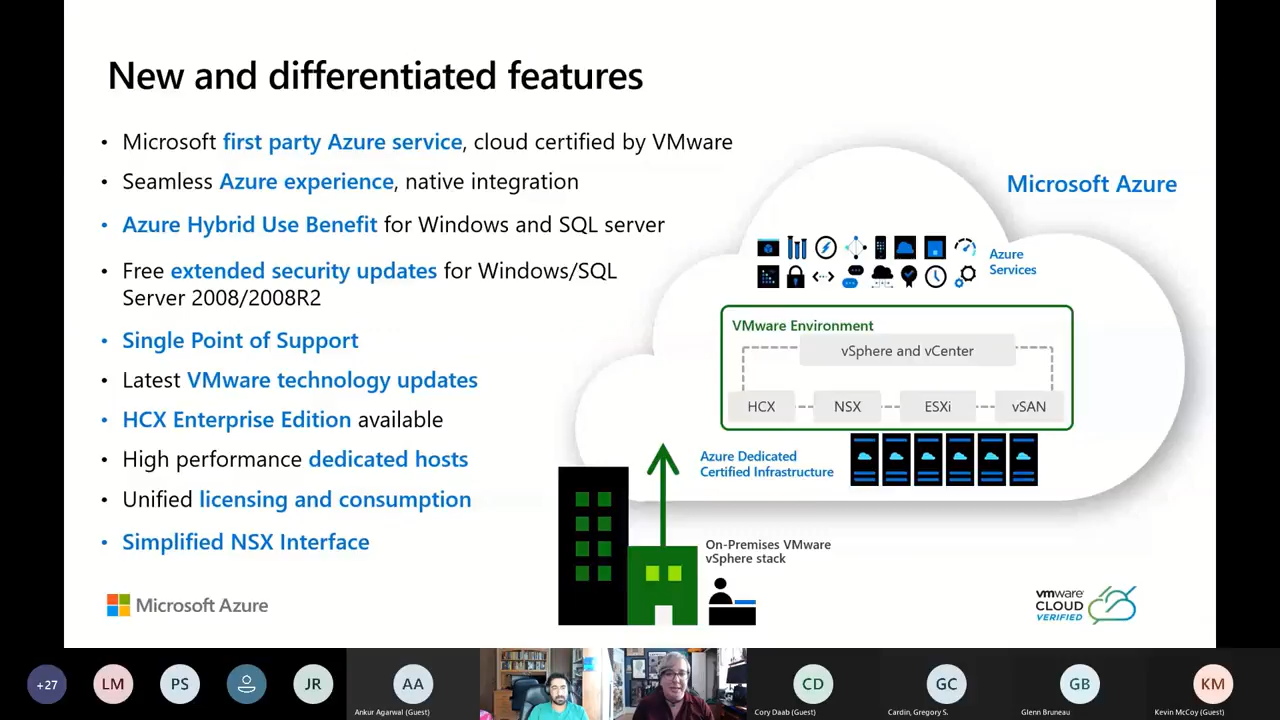 New and differentiated features
• Microsoft first party Azure service, cloud certified by VMware
• Seamless Azure experience, native integration
• Azure Hybrid Use Benefit for Windows and SQL server
• Free extended security updates for Windows/SQL
Server 2008/2008R2
• Single Point of Support
• Latest VMware technology updates
• HCX Enterprise Edition available
• High performance dedicated hosts
• Unified licensing and consumption
• Simplified NSX Interface
Microsoft Azure
Microsoft Azure
Azure
Services
VMware Environment
vSphere and vCenter
HCX
NSX
ESXi
vSAN
Azure Dedicated
Certified Infrastructure
On-Premises VMware
vSphere stack
vmware
CLOUD
VERIFIED
+27
LM
PS
JR
AA
Ankur Agarwal (Guest)
CD
Cory Daab (Guest)
GC
Cardin, Gregory S.
GB
Glenn Bruneau
KM
Kevin McCoy (Guest)